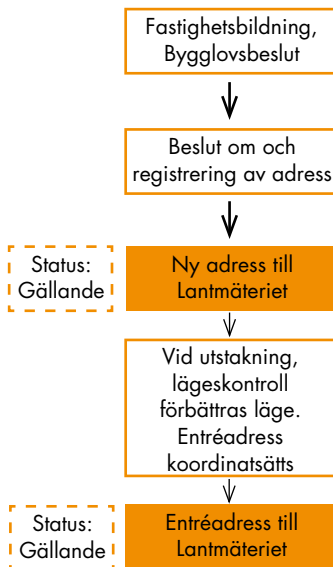 Fastighetsbildning,
Bygglovsbeslut
Beslut om och
registrering av adress
Status:
Gällande
Ny adress till
Lantmäteriet
Vid utstakning,
lägeskontroll
förbättras läge.
Entréadress
koordinatsätts
Status:
Gällande
Entréadress till
Lantmäteriet